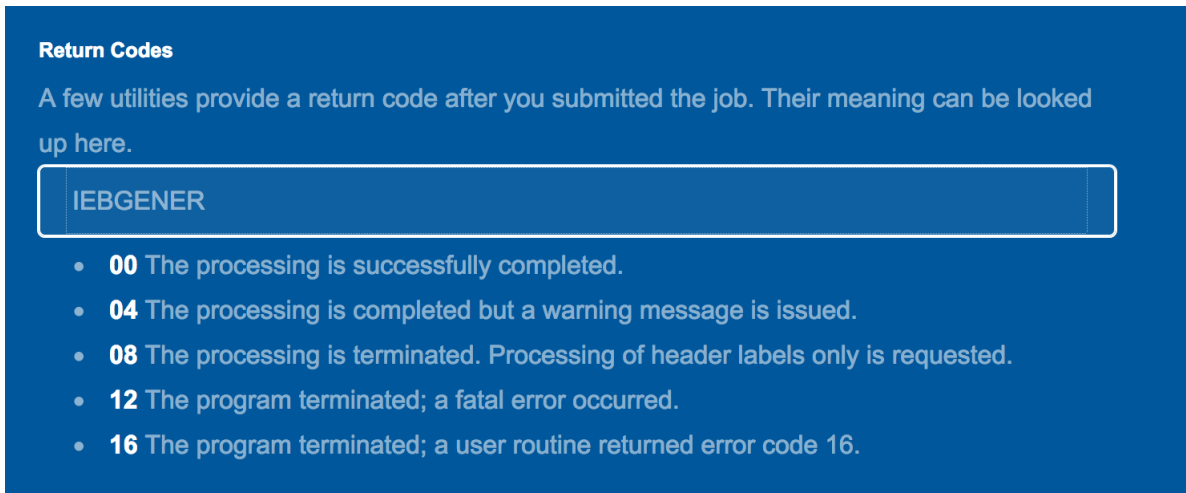 Return Codes
A few utilities provide a return code after you submitted the job. Their meaning can be looked
up here.
IEBGENER
• 00 The processing is successfully completed.
• 04 The processing is completed but a warning message is issued.
• 08 The processing is terminated. Processing of header labels only is requested.
• 12 The program terminated; a fatal error occurred.
• 16 The program terminated; a user routine returned error code 16.